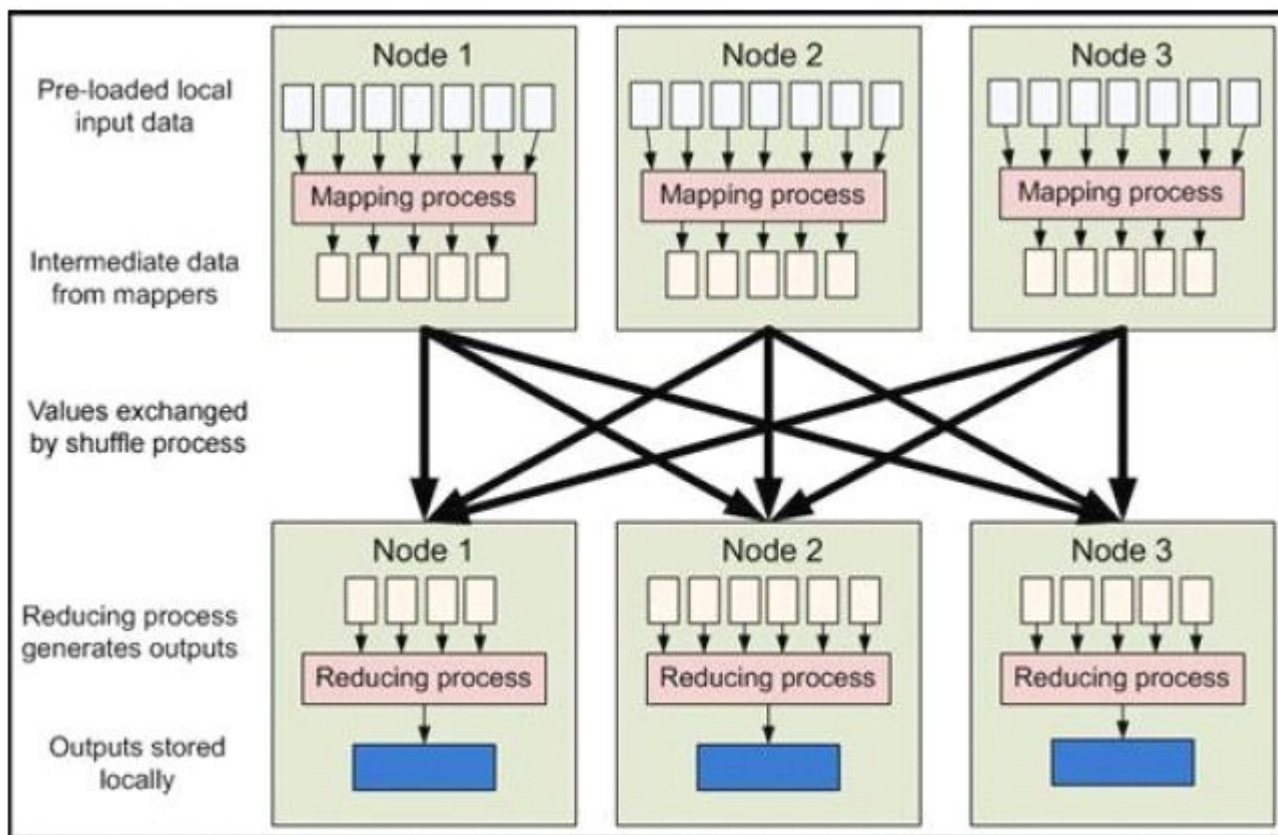 Node 1
Node 2
Node 3
Pre-loaded local
input data
Mapping process
Mapping process
Mapping process
Intermediate data
from mappers
Values exchanged
by shuffle process
Node 1
Node 2
Node 3
Reducing process
generates outputs
Reducing process
Reducing process
Reducing process
Outputs stored
locally